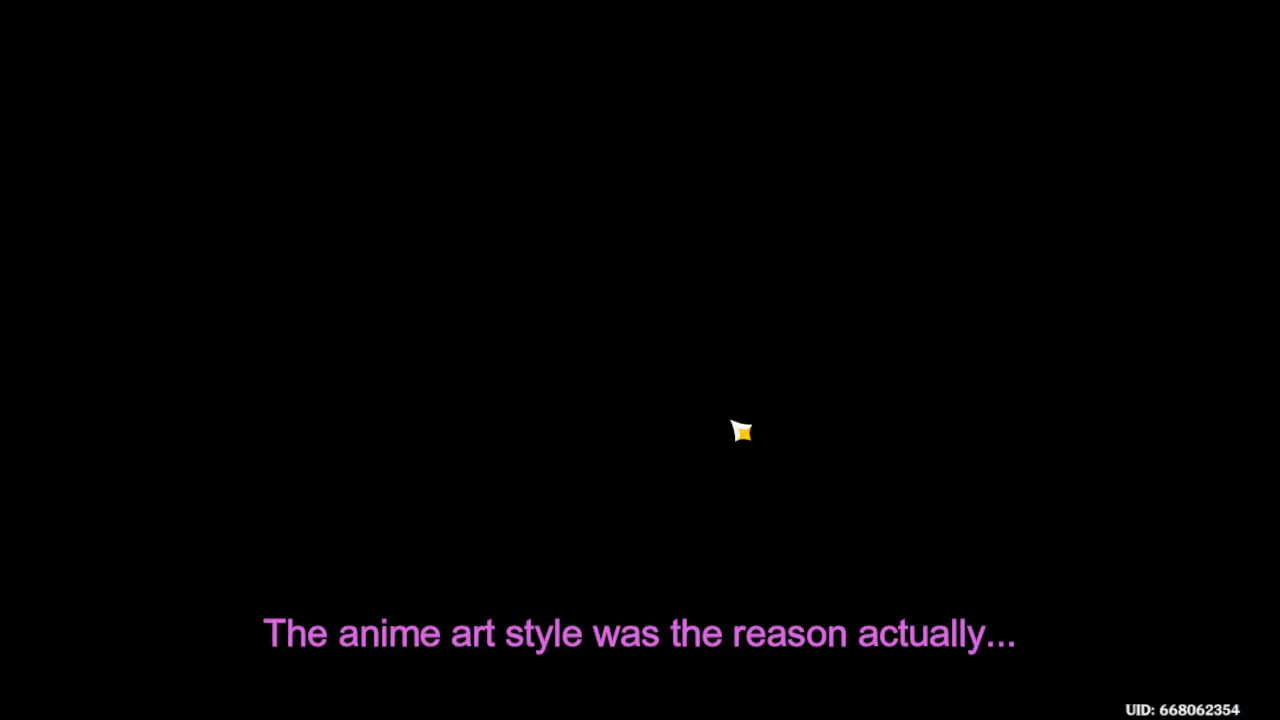 The anime art style was the reason actually...
UID: 668062354